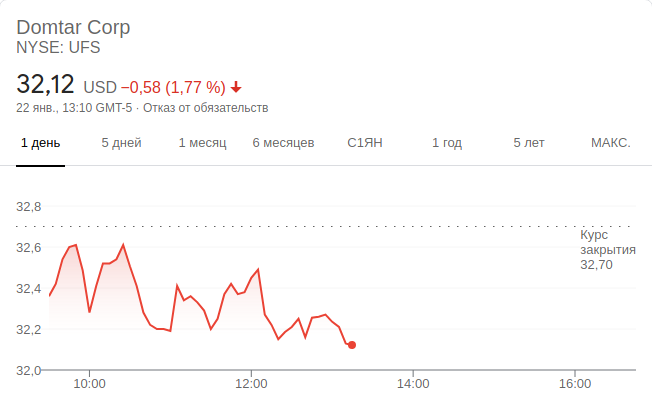 Domtar Corp
NYSE: UFS
32,12 USD −0,58 (1,77 %)
22 янв., 13:10 GMT-5 · Отказ от обязательств
1 день 5 дней 1 месяц 6 месяцев С1ЯН 1 год 5 лет МАКС.
32,8
32,6
32,4
32,2
32,0
Курс
закрытия
32,70
10:00 12:00 14:00 16:00